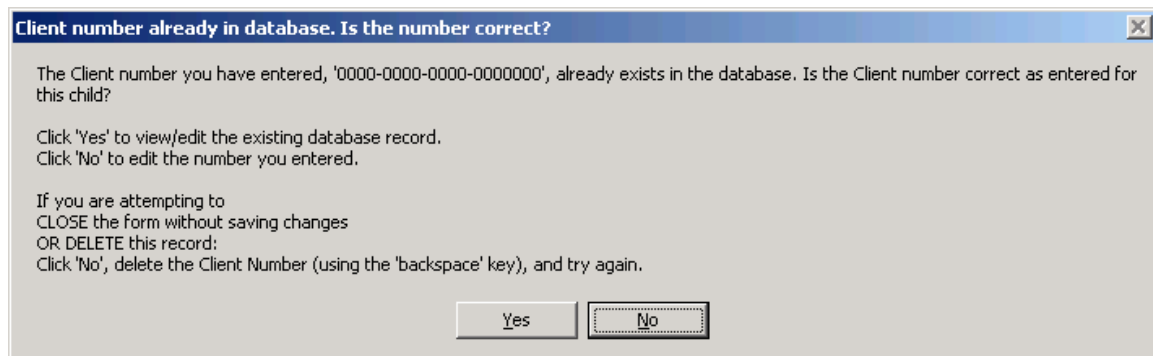 Client number already in database. Is the number correct?
The Client number you have entered, '0000-0000-0000-0000000', already exists in the database. Is the Client number correct as entered for
this child?
Click 'Yes' to view/edit the existing database record.
Click 'No' to edit the number you entered.
If you are attempting to
CLOSE the form without saving changes
OR DELETE this record:
Click 'No', delete the Client Number (using the 'backspace' key), and try again.
Yes No